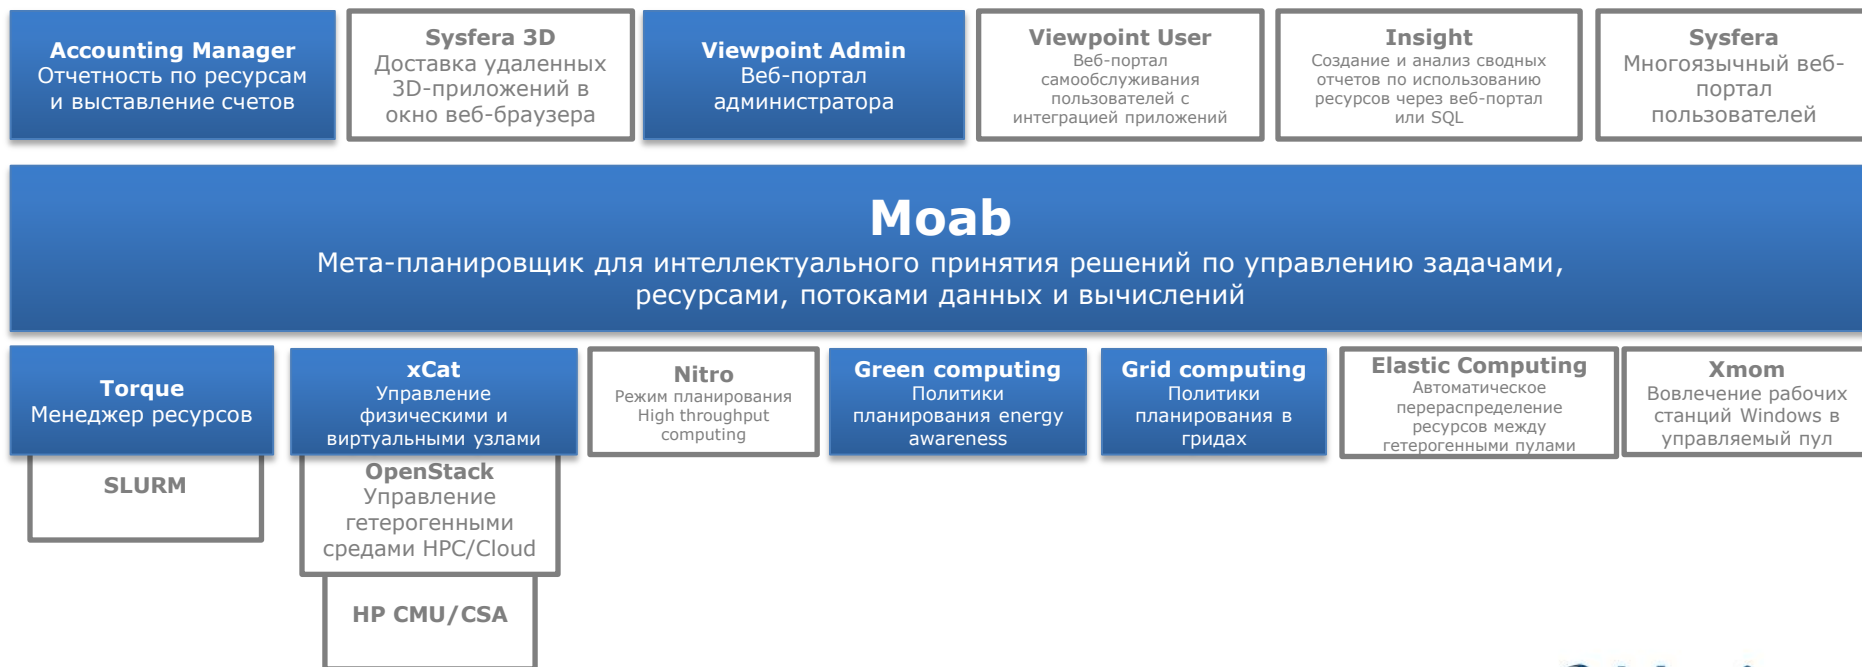 Accounting Manager
Отчетность по ресурсам
и выставление счетов
Sysfera 3D
Доставка удаленных
3D-приложений в
окно веб-браузера
Viewpoint Admin
Веб-портал
администратора
Viewpoint User
Веб-портал
самообслуживания
пользователей с
интеграцией приложений
Insight
Создание и анализ сводных
отчетов по использованию
ресурсов через веб-портал
или SQL
Sysfera
Многоязычный веб-
портал
пользователей
Moab
Мета-планировщик для интеллектуального принятия решений по управлению задачами,
ресурсами, потоками данных и вычислений
Torque
Менеджер ресурсов
xCat
Управление
физическими и
виртуальными узлами
Nitro
Режим планирования
High throughput
computing
Green computing
Политики
планирования energy
awareness
Grid computing
Политики
планирования в
гридах
Elastic Computing
Автоматическое
перераспределение
ресурсов между
гетерогенными пулами
Xmom
Вовлечение рабочих
станций Windows в
управляемый пул
SLURM
OpenStack
Управление
гетерогенными
средами HPC/Cloud
HP CMU/CSA